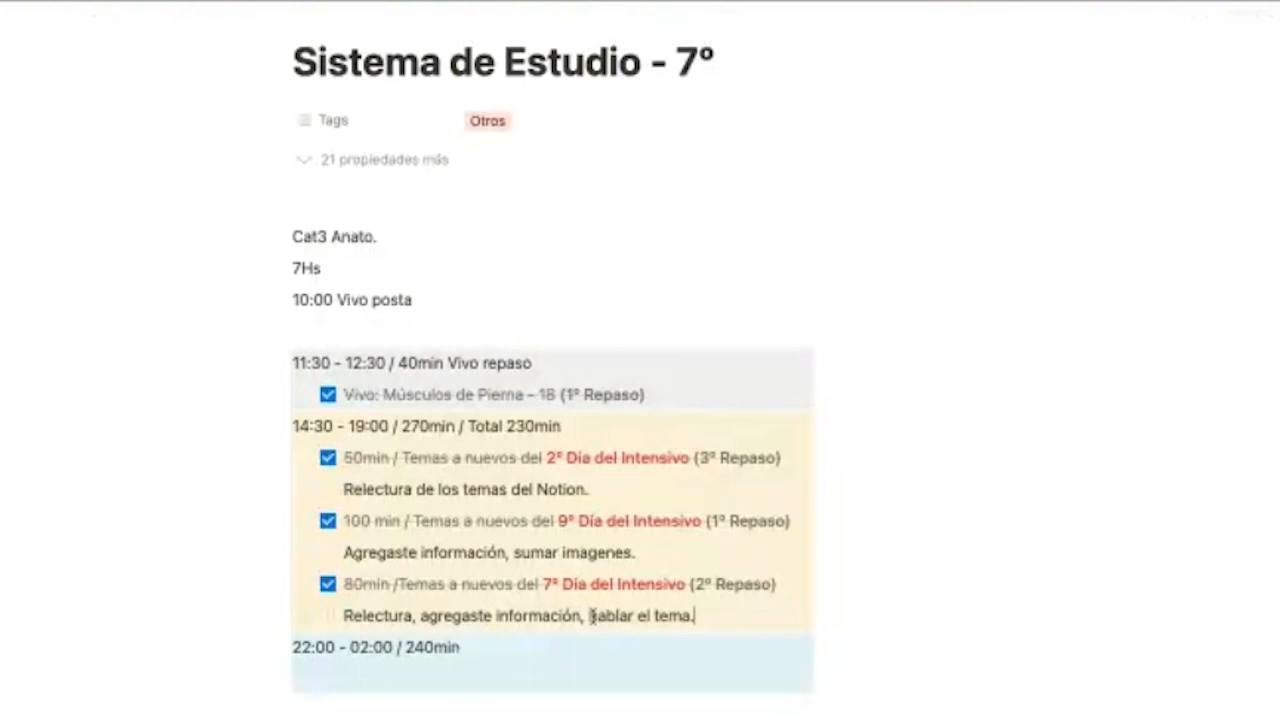 Sistema de Estudio - 7º
Tags Otros
21 propiedades más
Cat3 Anato.
7Hs
10:00 Vivo posta
11:30 - 12:30 / 40min Vivo repaso
Vivo: Músculos de Pierna - 18 (1º Repaso)
14:30 - 19:00 / 270min / Total 230min
50min / Temas a nuevos del 2º Día del Intensivo (3º Repaso)
Relectura de los temas del Notion.
100 min / Temas a nuevos del 9º Día del Intensivo (1º Repaso)
Agregaste información, sumar imagenes.
80min /Temas a nuevos del 7º Día del Intensivo (2º Repaso)
Relectura, agregaste información, hablar el tema.
22:00 - 02:00 / 240min